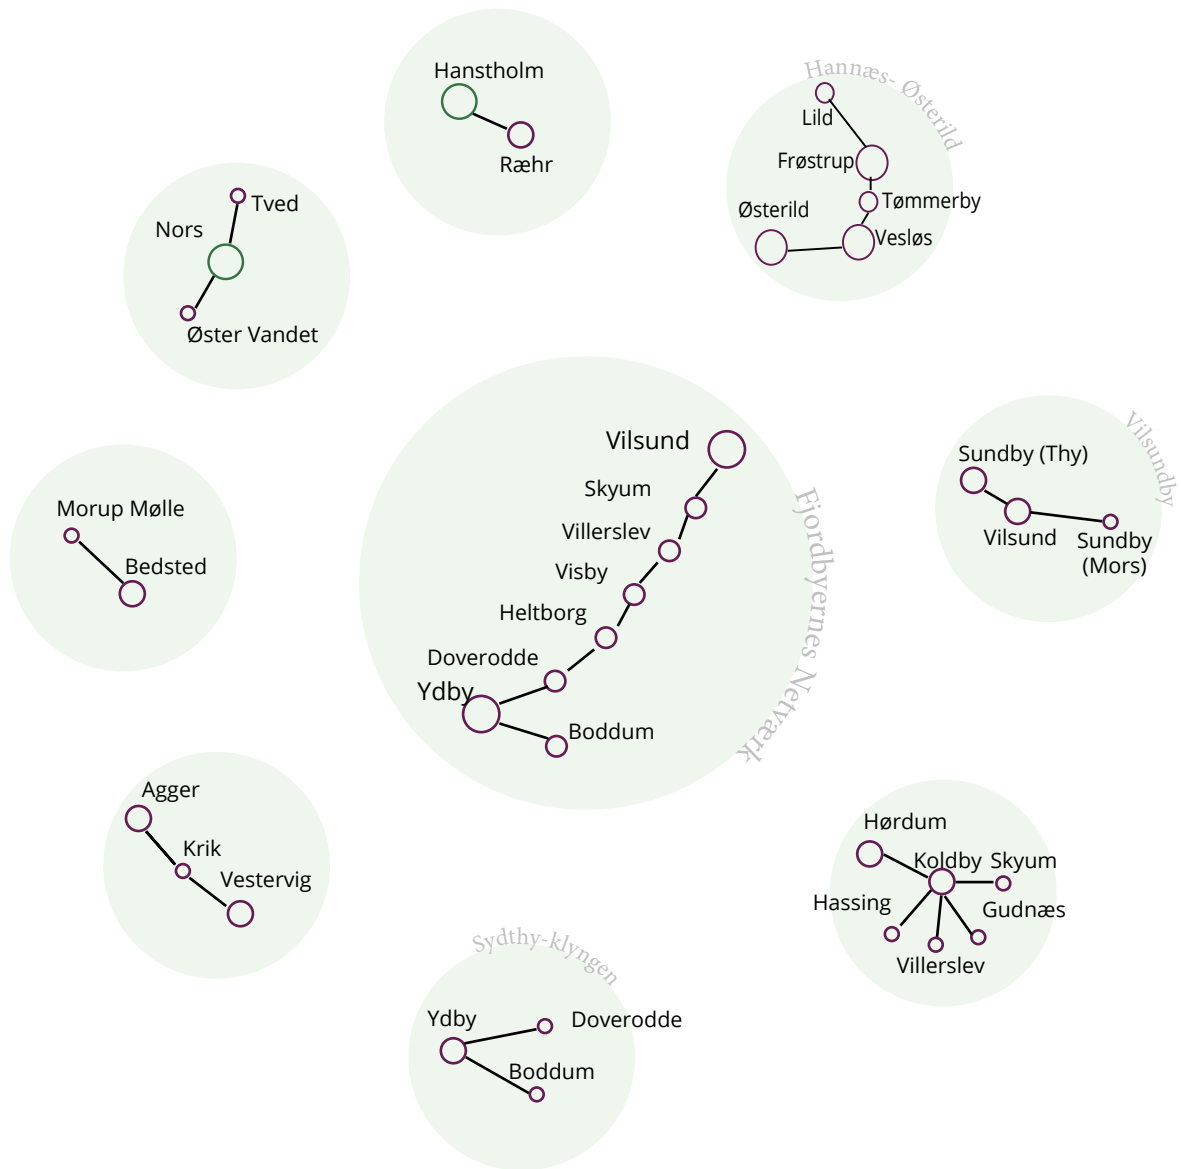 Hanstholm
Ræhr
Hannæs- Østerild
Lild
Frøstrup
Tømmerby
Østerild
Vesløs
Tved
Nors
Øster Vandet
Vilsund
Skyum
Villerslev
Visby
Heltborg
Doverodde
Ydby
Boddum
Fjordbyernes Netværk
Vilsundby
Sundby (Thy)
Vilsund
Sundby
(Mors)
Morup Mølle
Bedsted
Agger
Krik
Vestervig
Hørdum
Koldby
Skyum
Hassing
Gudnæs
Villerslev
Sydthy-klyngen
Ydby
Doverodde
Boddum